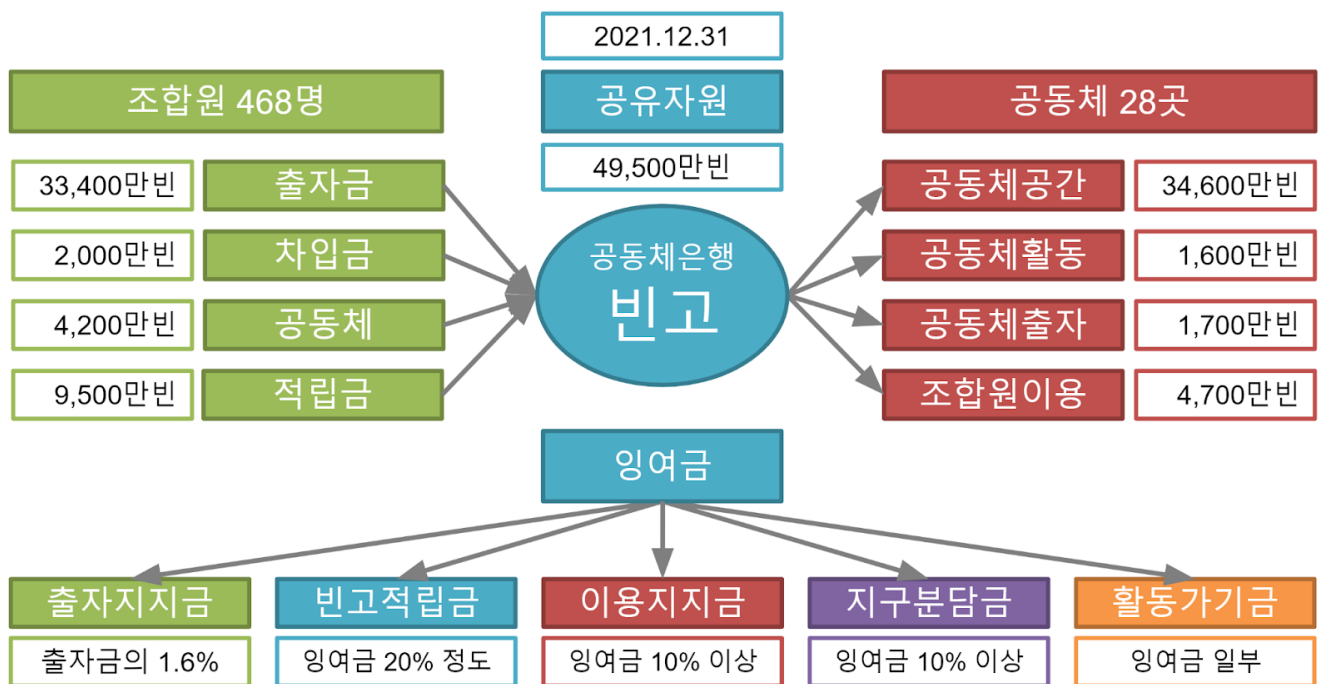 2021.12.31
조합원 468명
공유자원
공동체 28곳
49,500만빈
33,400만빈
출자금
2,000만빈
차입금
4,200만빈
공동체
9,500만빈
적립금
공동체은행
빈고
공동체공간
34,600만빈
공동체활동
1,600만빈
공동체출자
1,700만빈
조합원이용
4,700만빈
잉여금
출자지지금
빈고적립금
이용지지금
지구분담금
활동가기금
출자금의 1.6%
잉여금 20% 정도
잉여금 10% 이상
잉여금 10% 이상
잉여금 일부